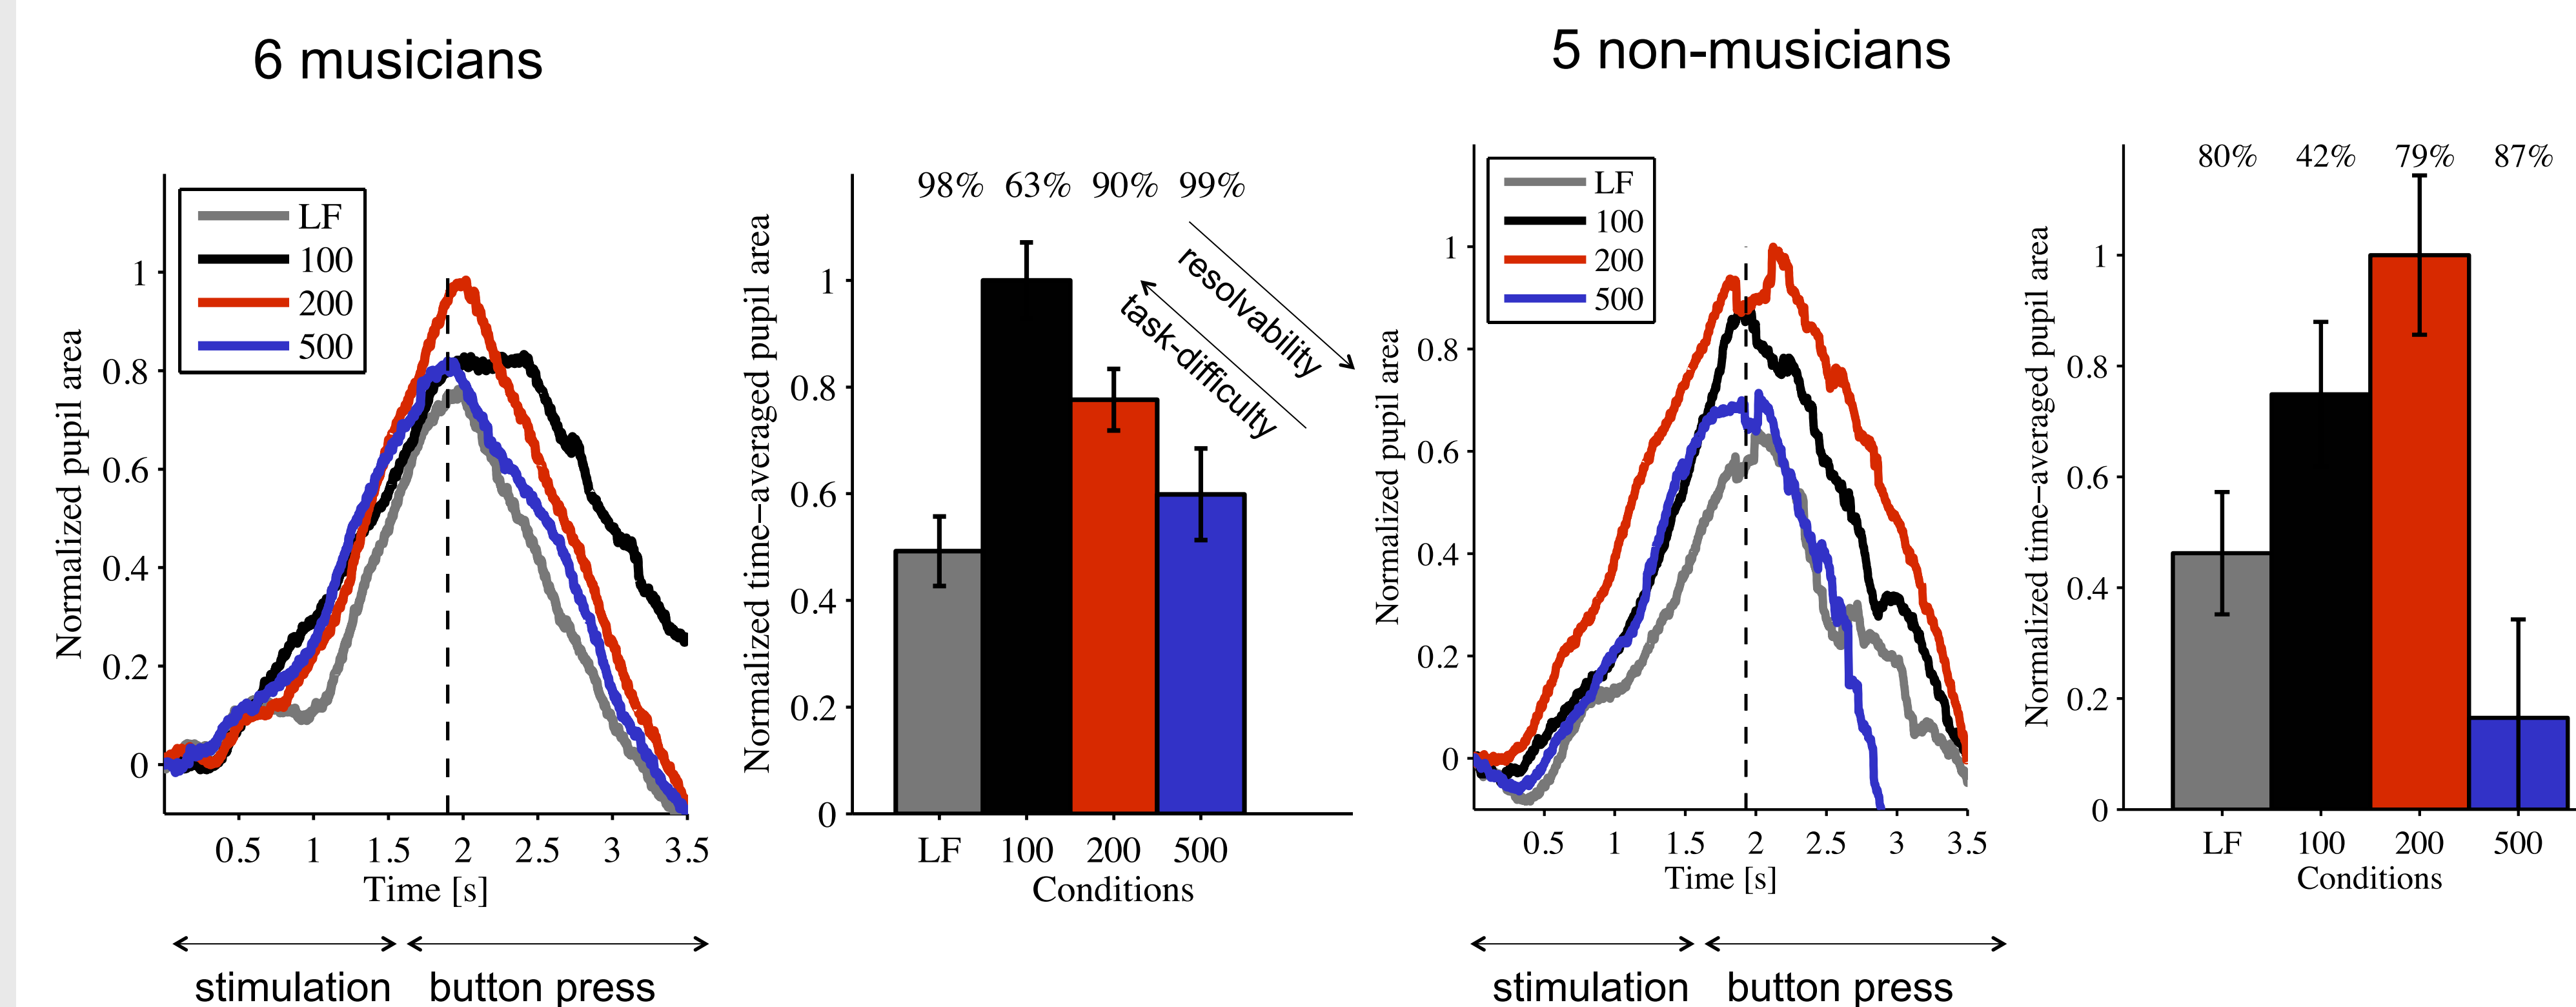 6 musicians
5 non-musicians
LF
100
200
500
Normalized pupil area
1
0.8
0.6
0.4
0.2
0
0.5 1 1.5 2 2.5 3 3.5
Time [s]
stimulation
button press
98% 63% 90% 99%
resolvability
task-difficulty
Normalized time-averaged pupil area
1
0.8
0.6
0.4
0.2
0
LF 100 200 500
Conditions
LF
100
200
500
Normalized pupil area
1
0.8
0.6
0.4
0.2
0
0.5 1 1.5 2 2.5 3 3.5
Time [s]
stimulation
button press
80% 42% 79% 87%
Normalized time-averaged pupil area
1
0.8
0.6
0.4
0.2
0
LF 100 200 500
Conditions